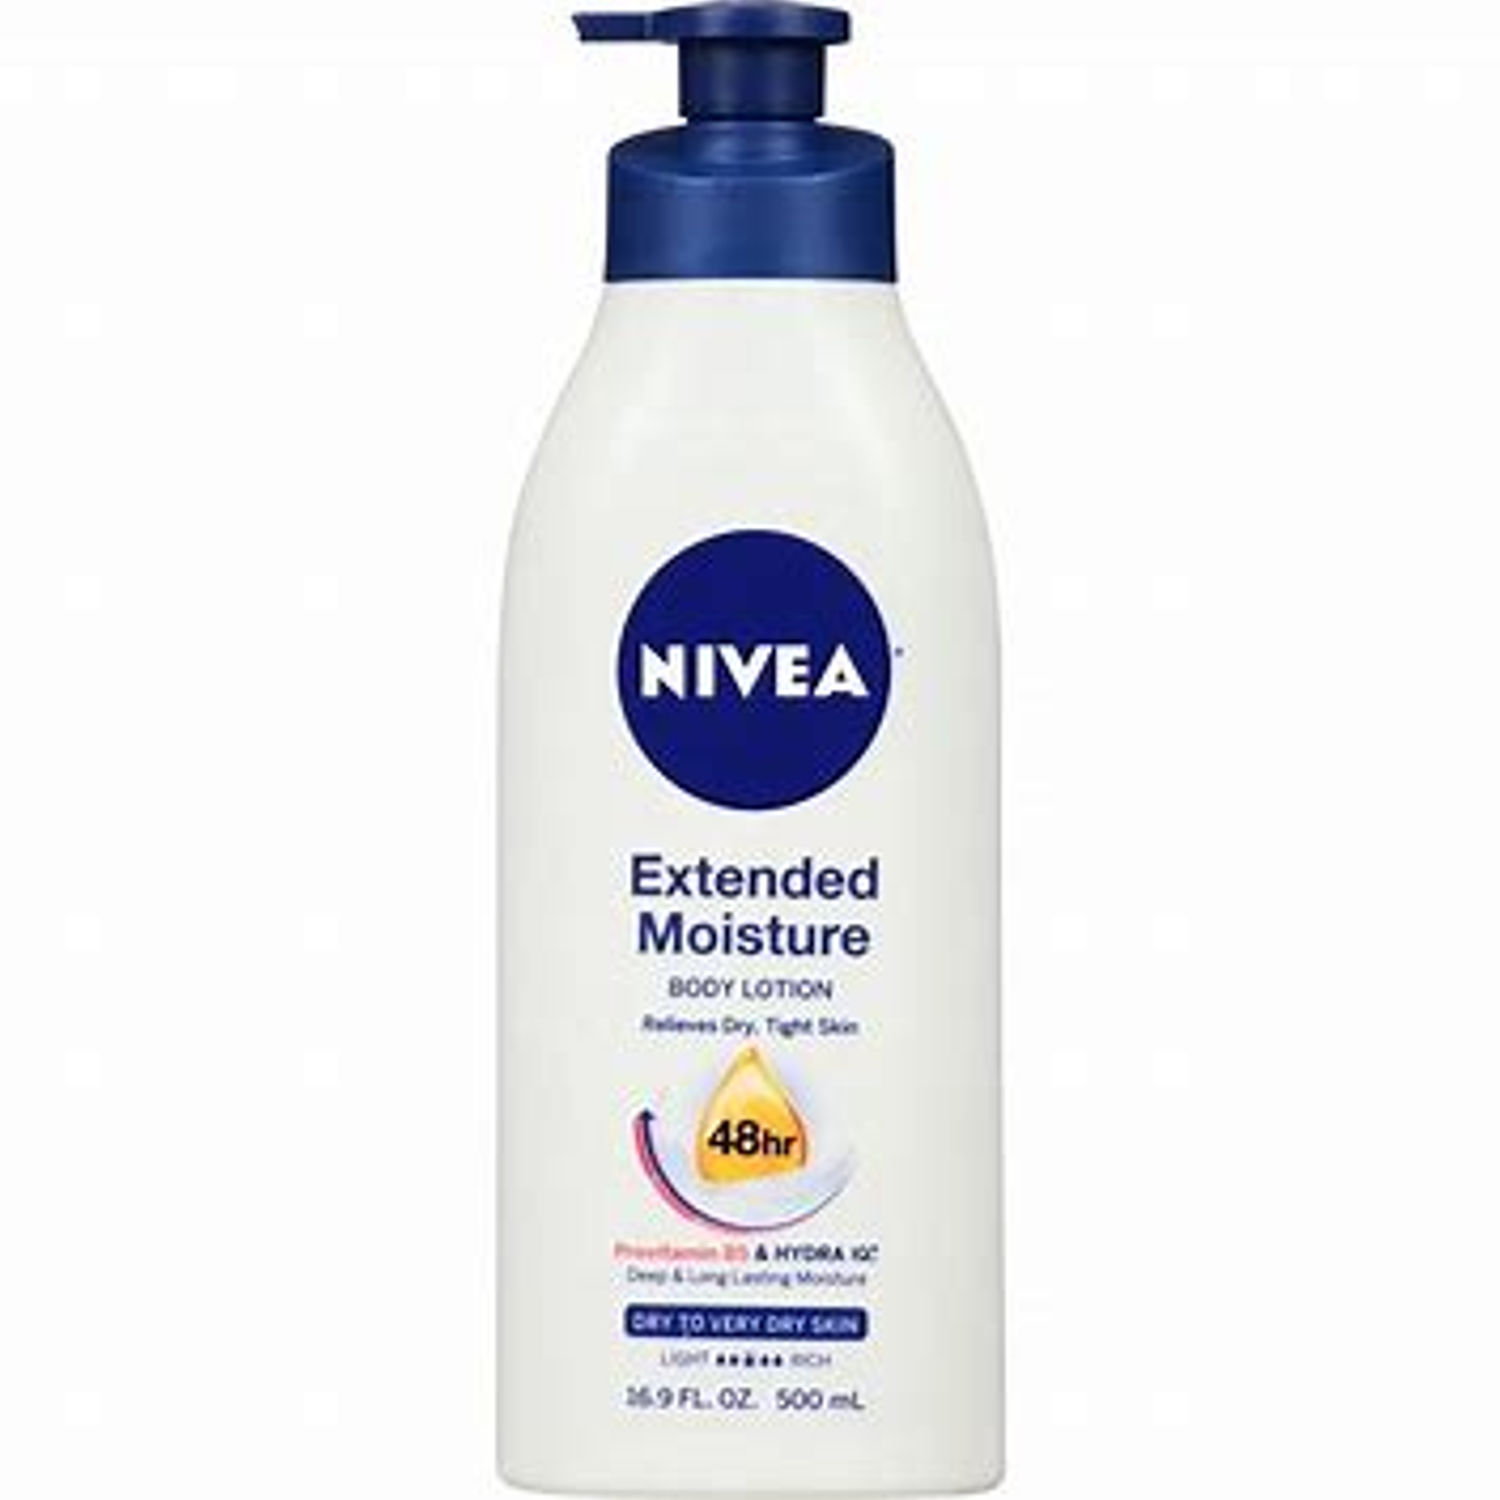 NIVEA
Extended
Moisture
BODY LOTION
Relieves Dry, Tight Skin
48hr
Provitamin B5 & HYDRA IQ
Deep & Long Lasting Moisture
DRY TO VERY DRY SKIN
LIGHT ••••• RICH
16.9 FL. OZ. 500 mL